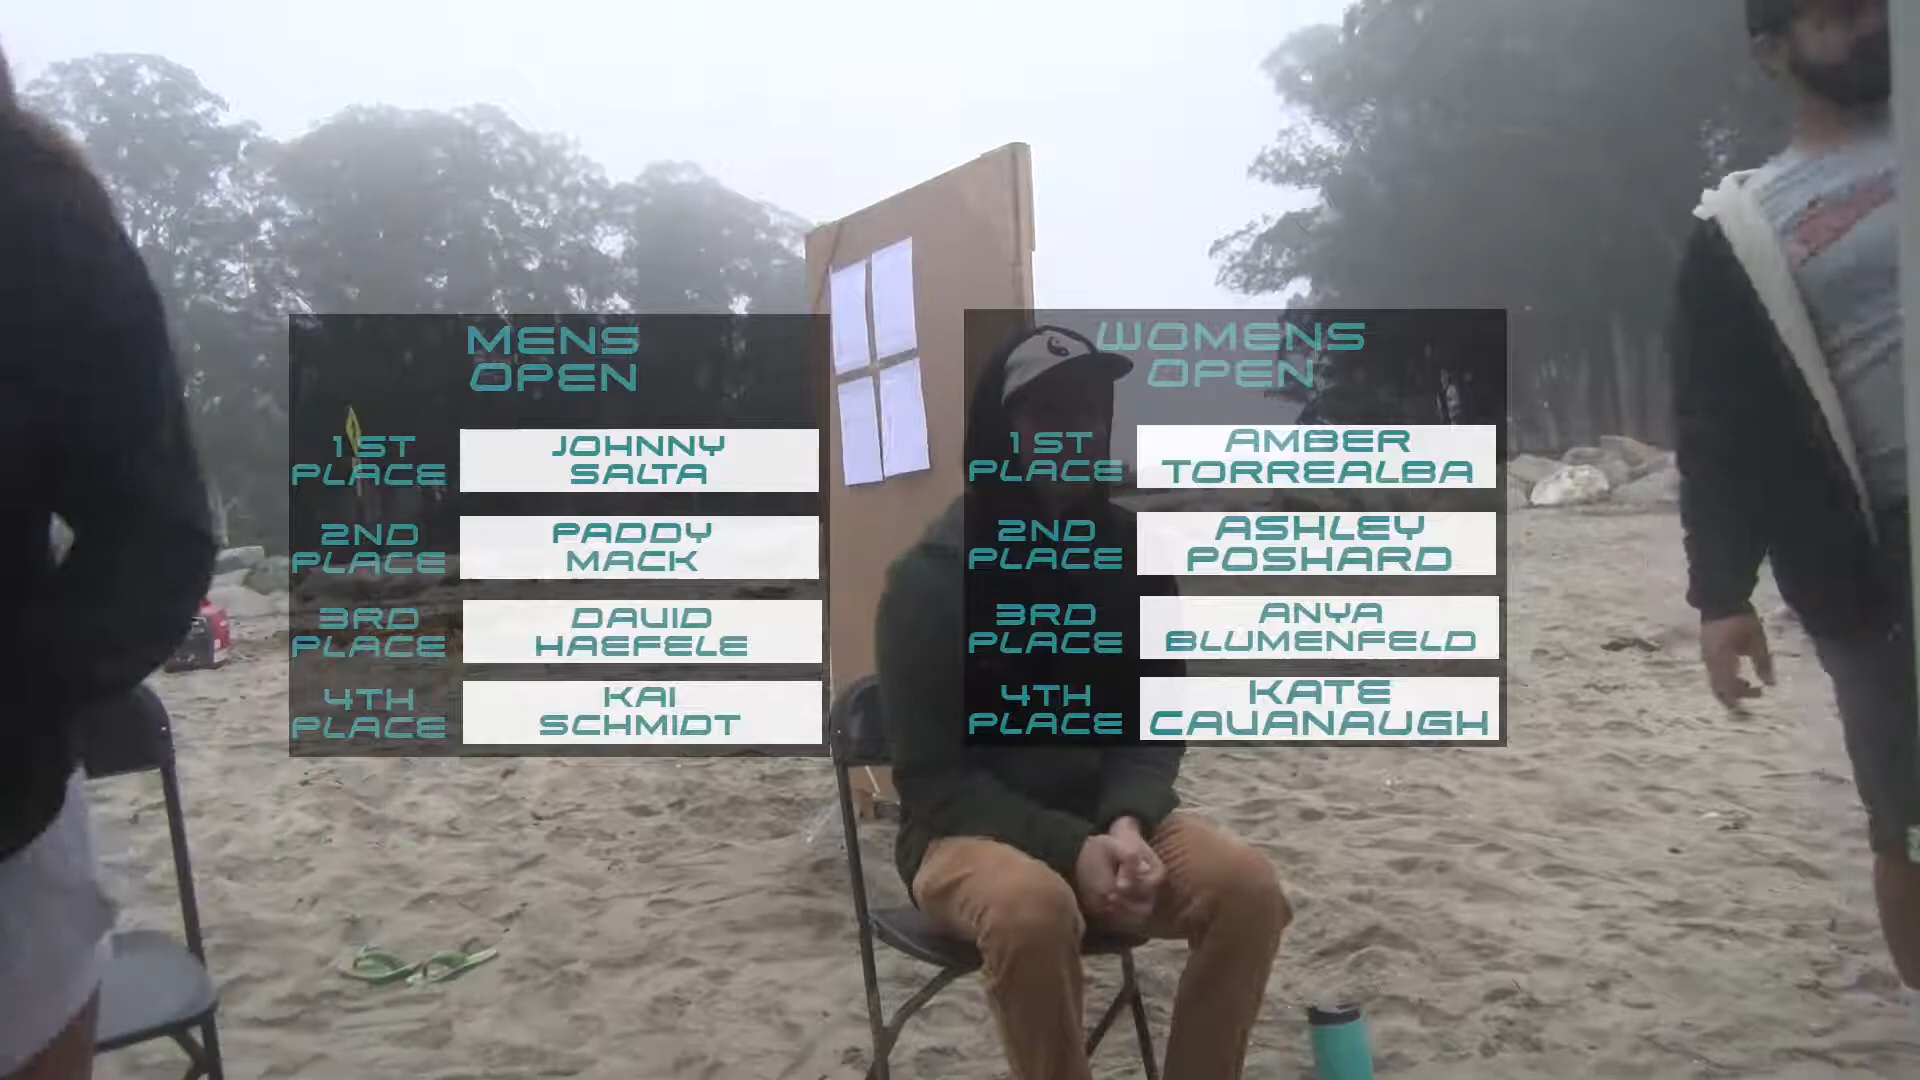 MENS
OPEN
1ST
PLACE
JOHNNY
SALTA
2ND
PLACE
PADDY
MACK
3RD
PLACE
DAVID
HAEFELE
4TH
PLACE
KAI
SCHMIDT
WOMENS
OPEN
1ST
PLACE
AMBER
TORREALBA
2ND
PLACE
ASHLEY
POSHARD
3RD
PLACE
ANYA
BLUMENFELD
4TH
PLACE
KATE
CAVANAUGH